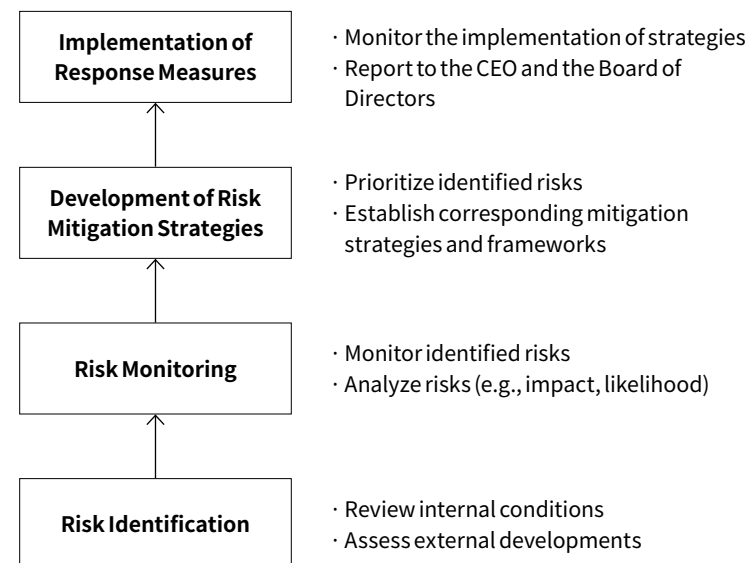 Implementation of
Response Measures
· Monitor the implementation of strategies
· Report to the CEO and the Board of
Directors
Development of Risk
Mitigation Strategies
· Prioritize identified risks
· Establish corresponding mitigation
strategies and frameworks
Risk Monitoring
· Monitor identified risks
· Analyze risks (e.g., impact, likelihood)
Risk Identification
· Review internal conditions
· Assess external developments